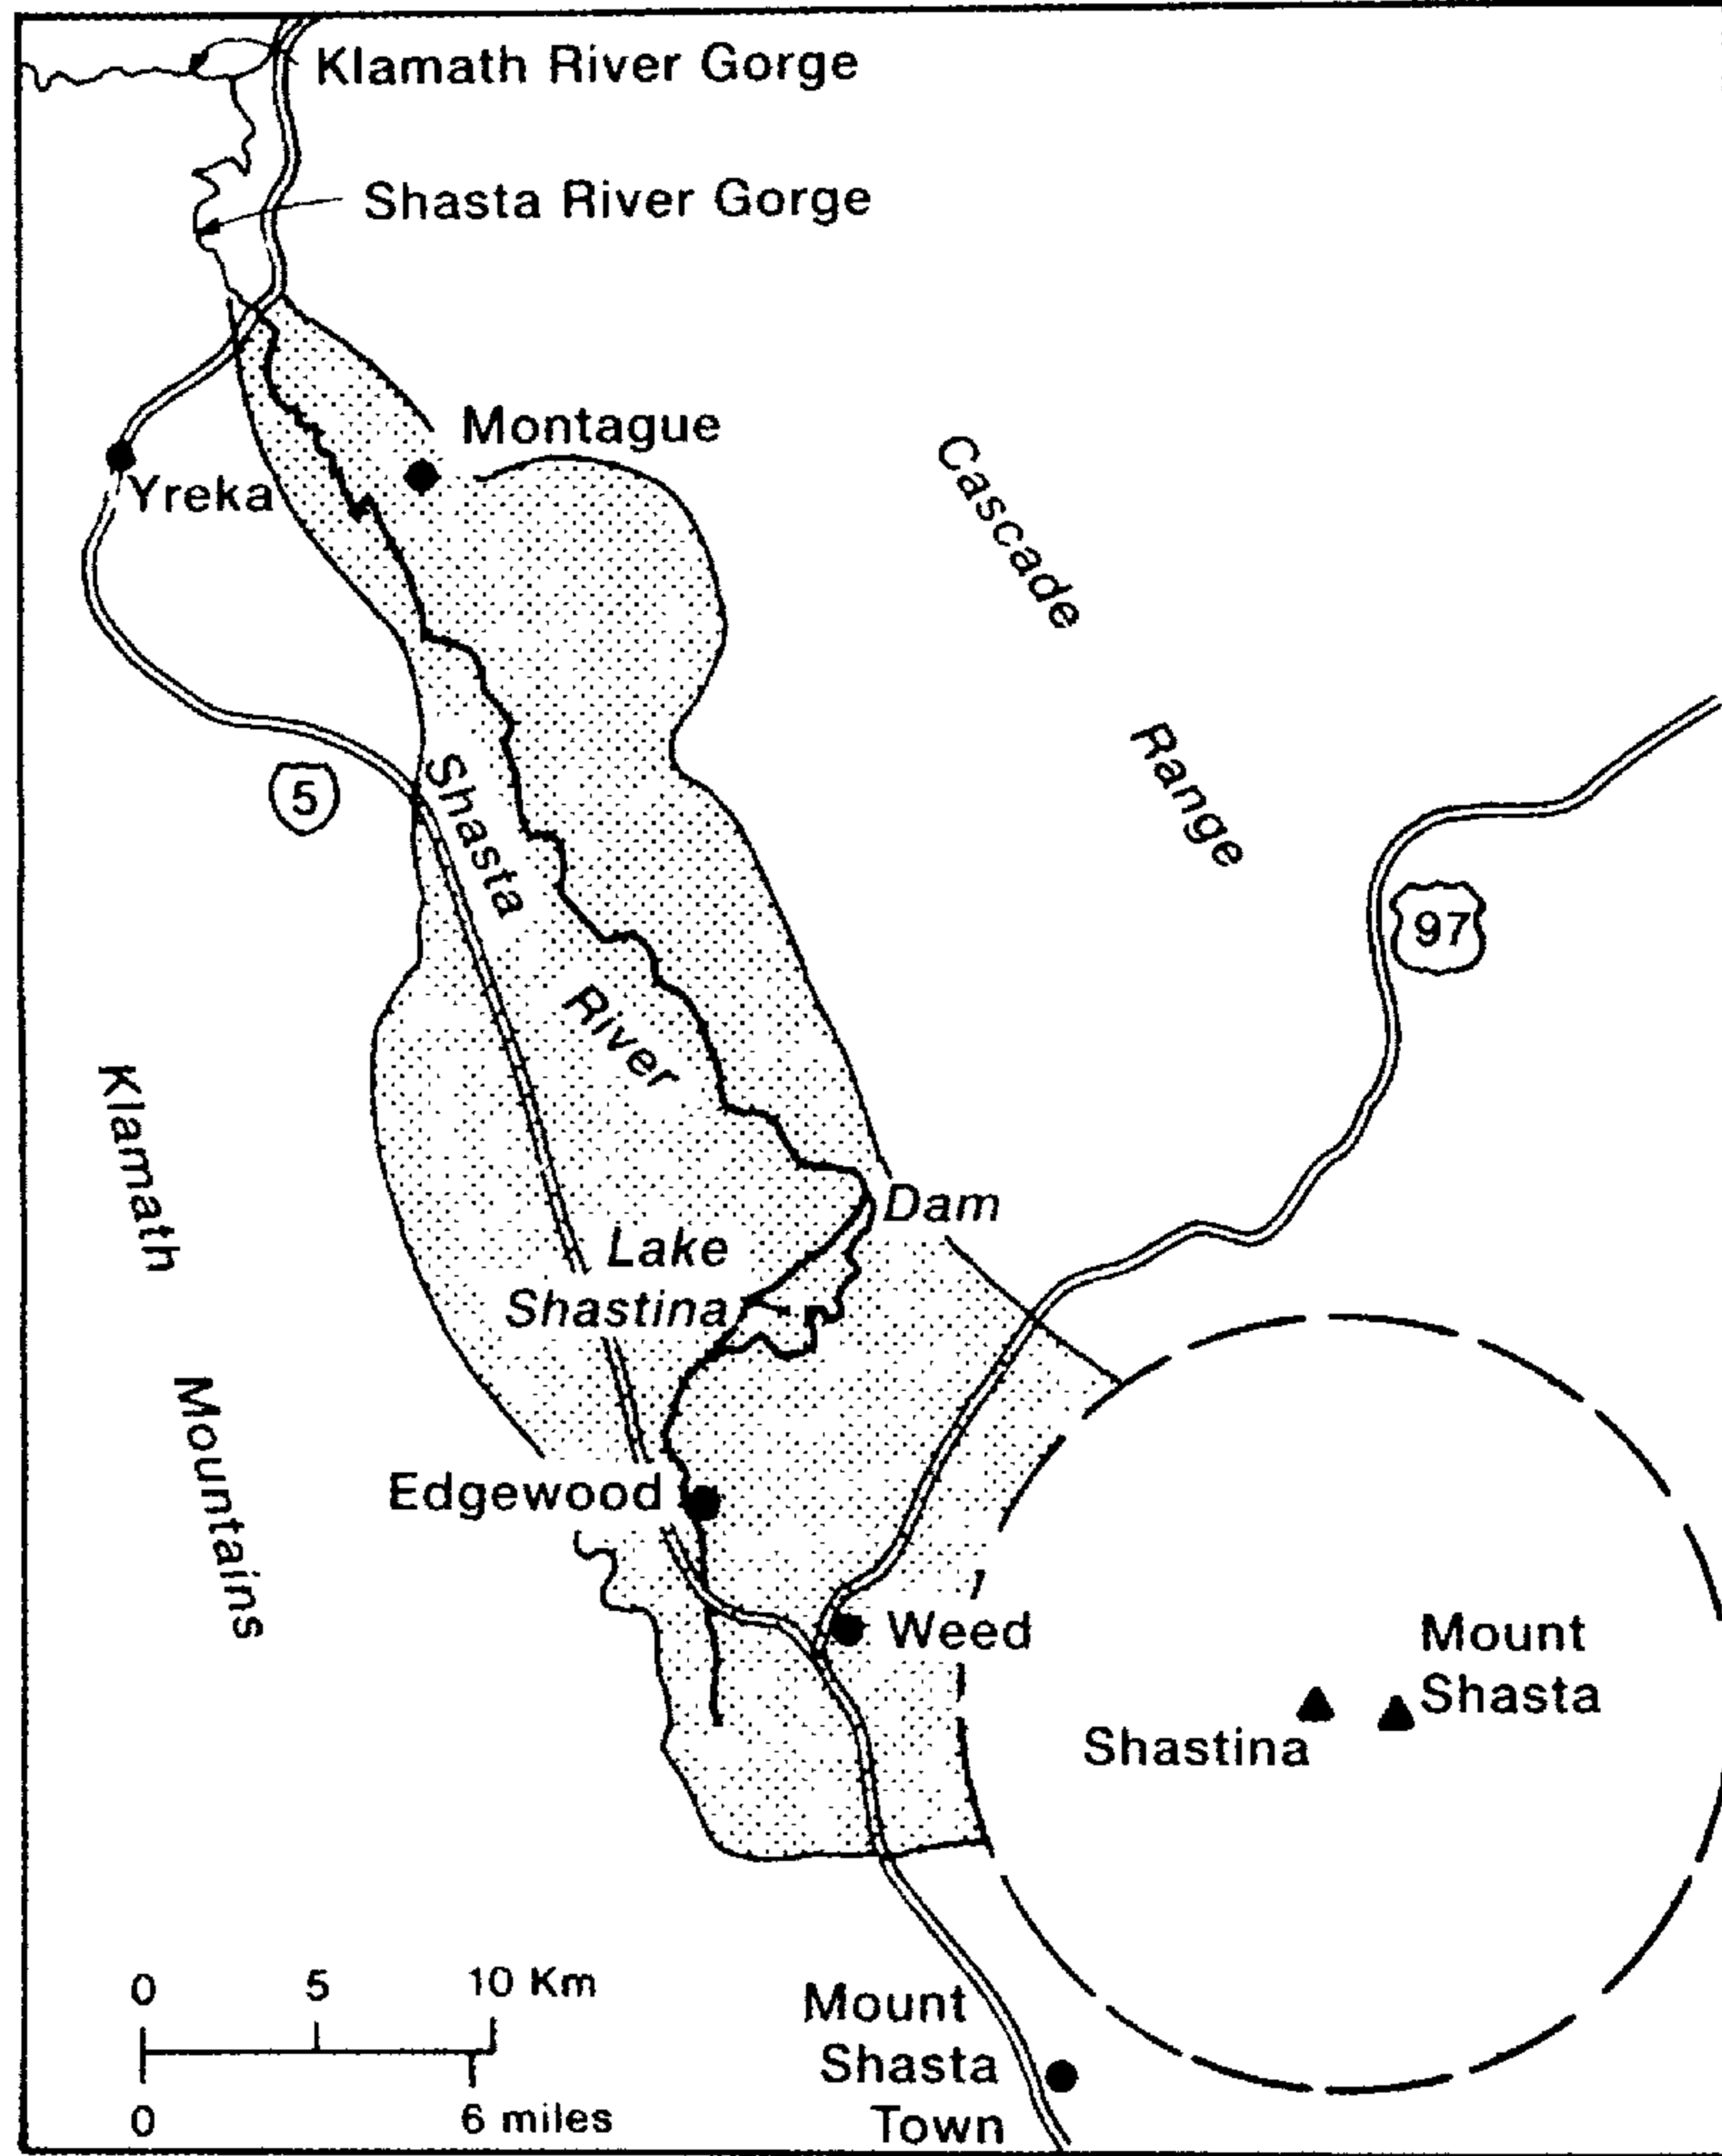 Klamath River Gorge
Shasta River Gorge
Montague
Yreka
Cascade
Range
5
Shasta
River
97
Klamath
Mountains
Dam
Lake
Shastina
Edgewood
Weed
Mount
Shasta
Shastina
0 5 10 Km
0 6 miles
Mount
Shasta
Town